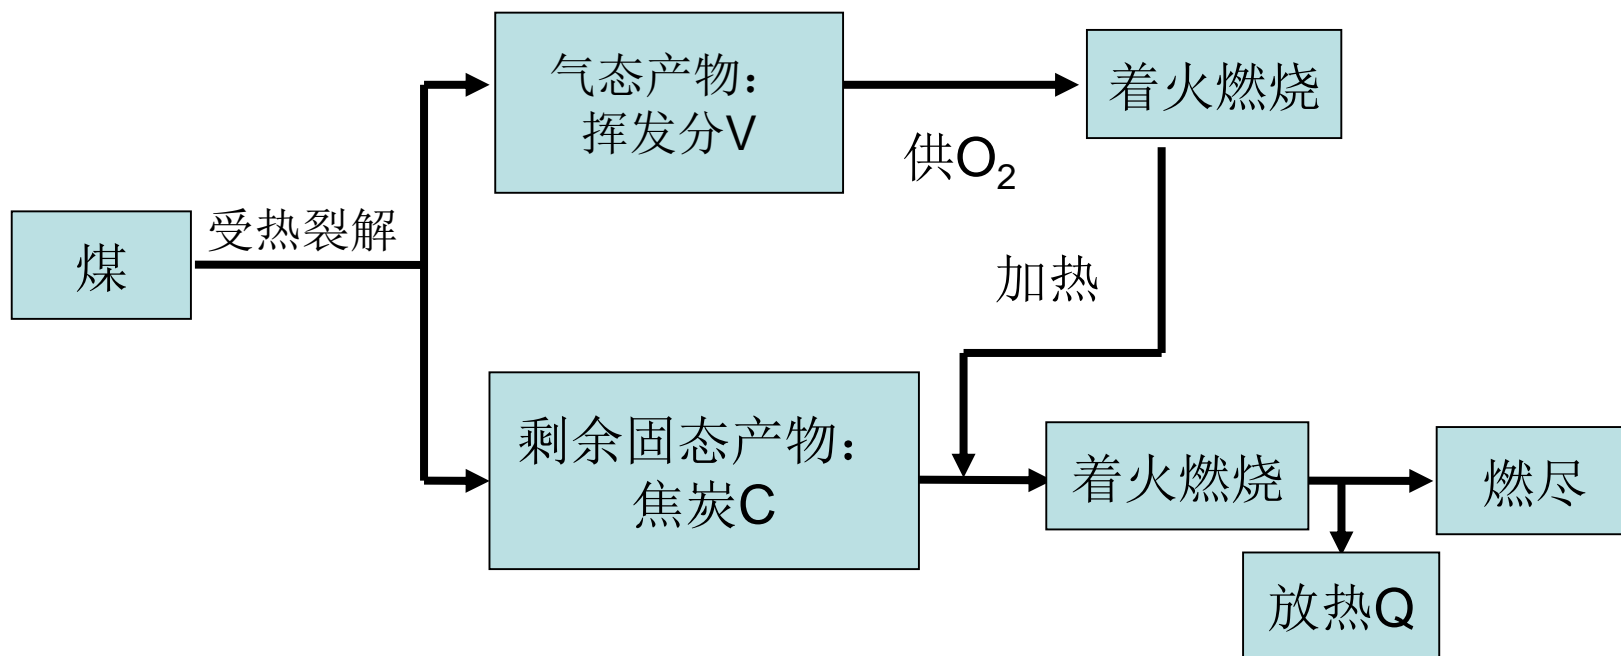 气态产物：
挥发分V
着火燃烧
供O₂
受热裂解
煤
加热
剩余固态产物：
焦炭C
着火燃烧
燃尽
放热Q